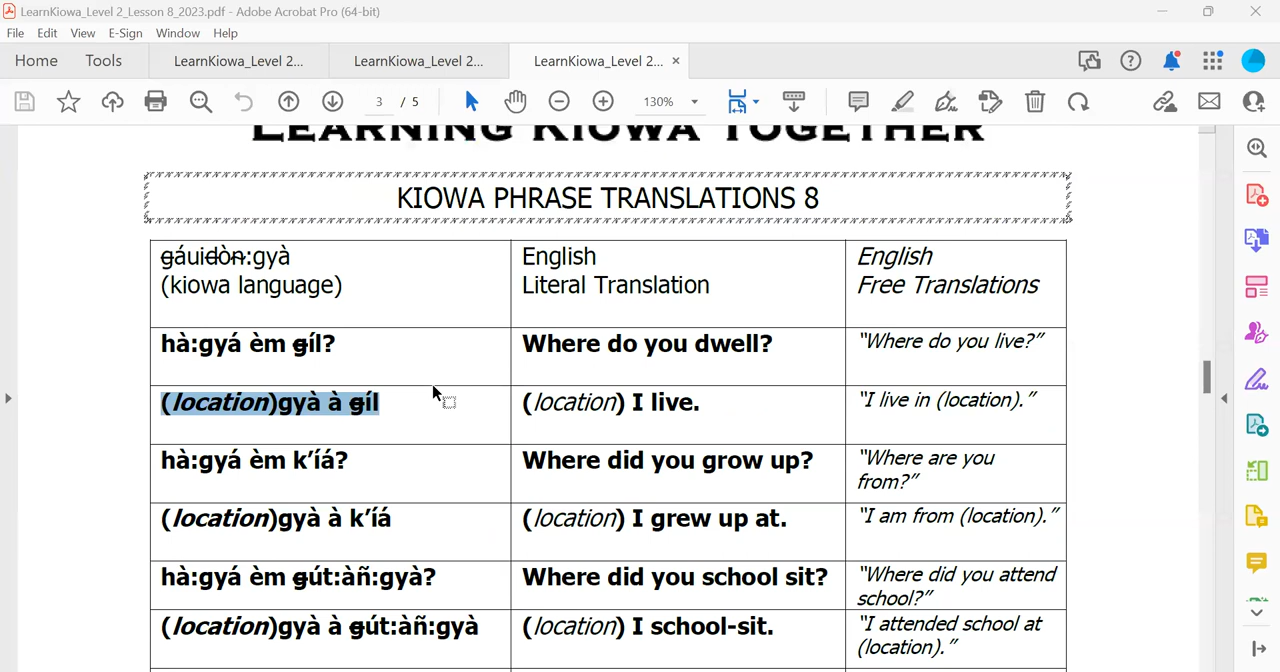 LearnKiowa_Level 2_Lesson 8_2023.pdf - Adobe Acrobat Pro (64-bit)
File Edit View E-Sign Window Help
Home Tools LearnKiowa_Level 2... LearnKiowa_Level 2... LearnKiowa_Level 2... ×
3 / 5 130%
LEARNING KIOWA TOGETHER
KIOWA PHRASE TRANSLATIONS 8
g̶áuid̶ò̶n̶:gyà English English
(kiowa language) Literal Translation Free Translations
hà:gyá èm g̶íl? Where do you dwell? "Where do you live?"
(location)gyà à g̶íl (location) I live. "I live in (location)."
hà:gyá èm k'íá? Where did you grow up? "Where are you
from?"
(location)gyà à k'íá (location) I grew up at. "I am from (location)."
hà:gyá èm g̶út:àñ:gyà? Where did you school sit? "Where did you attend
school?"
(location)gyà à g̶út:àñ:gyà (location) I school-sit. "I attended school at
(location)."